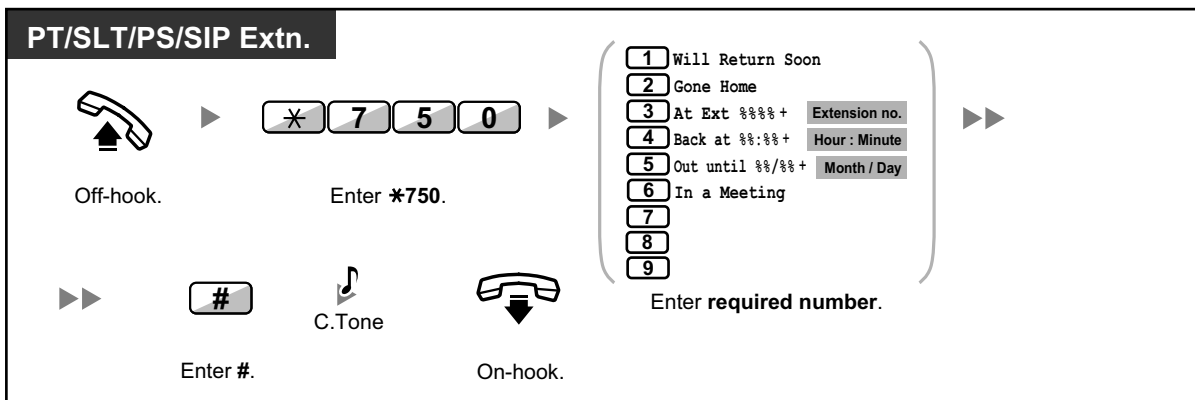 PT/SLT/PS/SIP Extn.
1 Will Return Soon
2 Gone Home
3 At Ext %%%% + Extension no.
4 Back at %%:%% + Hour : Minute
5 Out until %%/%% + Month / Day
6 In a Meeting
7
8
9
* 7 5 0
Off-hook.
Enter *750.
Enter required number.
#
C.Tone
Enter #.
On-hook.